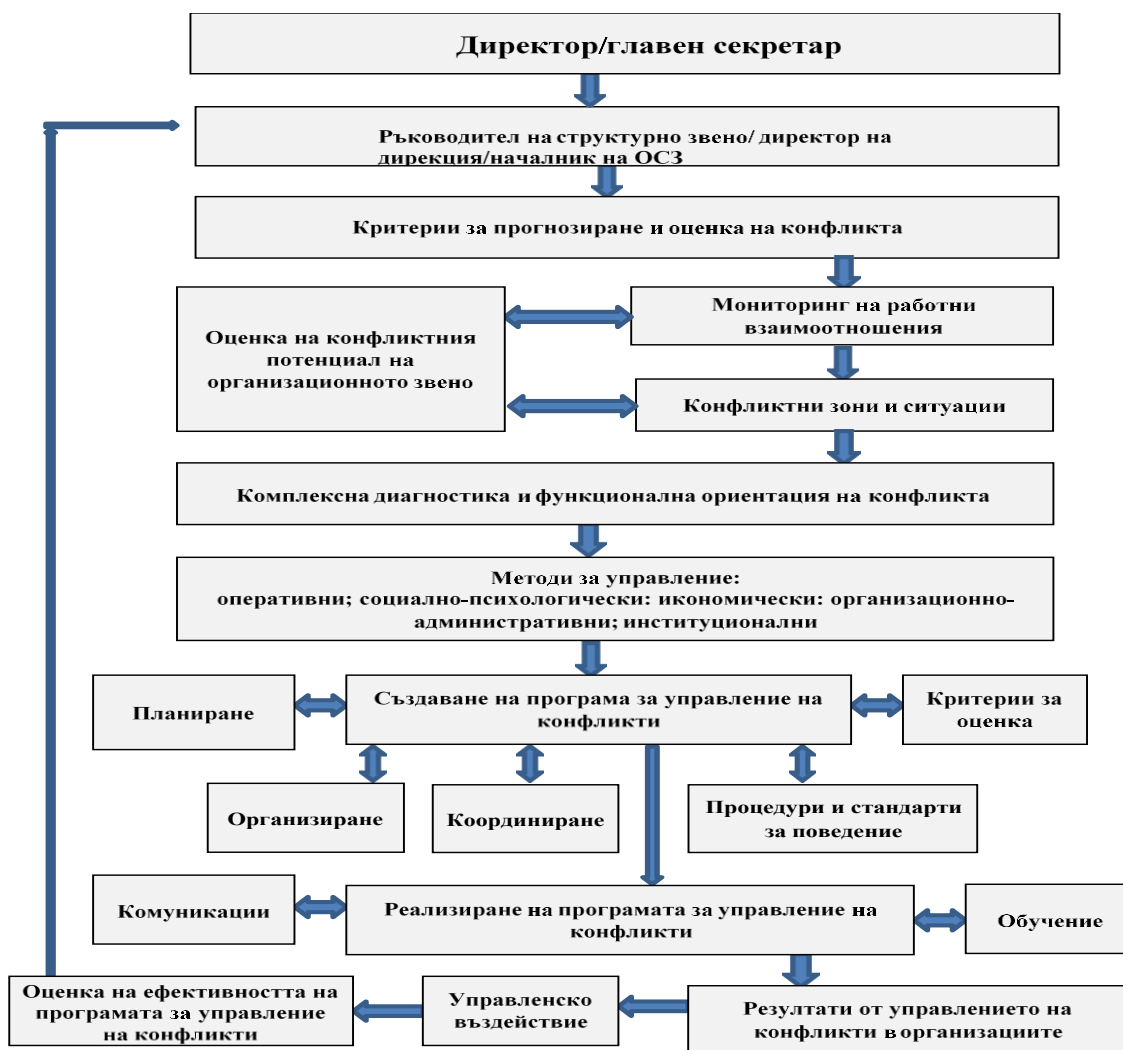 Директор/главен секретар
Ръководител на структурно звено/ директор на
дирекция/началник на ОСЗ
Критерии за прогнозиране и оценка на конфликта
Мониторинг на работни
взаимоотношения
Оценка на конфликтния
потенциал на
организационното звено
Конфликтни зони и ситуации
Комплексна диагностика и функционална ориентация на конфликта
Методи за управление:
оперативни; социално-психологически: икономически: организационно-
административни; институционални
Планиране
Създаване на програма за управление на
конфликти
Критерии за
оценка
Организиране
Координиране
Процедури и стандарти
за поведение
Комуникации
Реализиране на програмата за управление на
конфликти
Обучение
Оценка на ефективността на
програмата за управление
на конфликти
Управленско
въздействие
Резултати от управлението на
конфликти в организациите